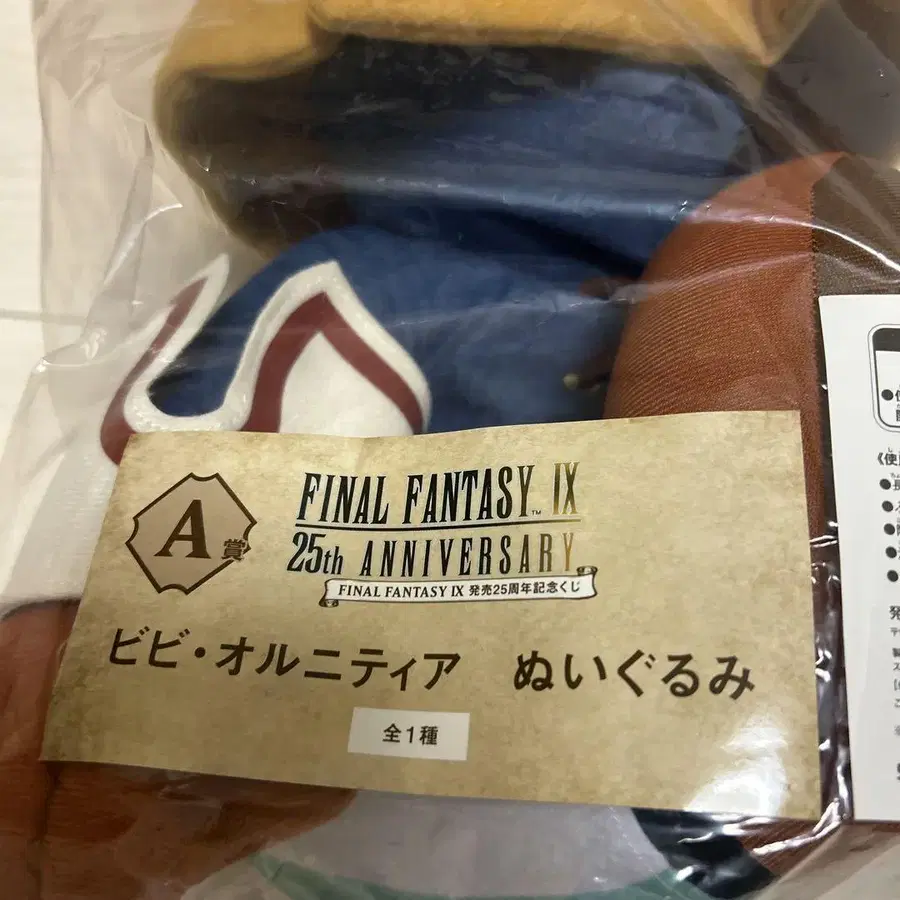 A賞
FINAL FANTASY IX™
25th ANNIVERSARY
FINAL FANTASY IX 発売25周年記念くじ
ビビ・オルニティア ぬいぐるみ
全1種